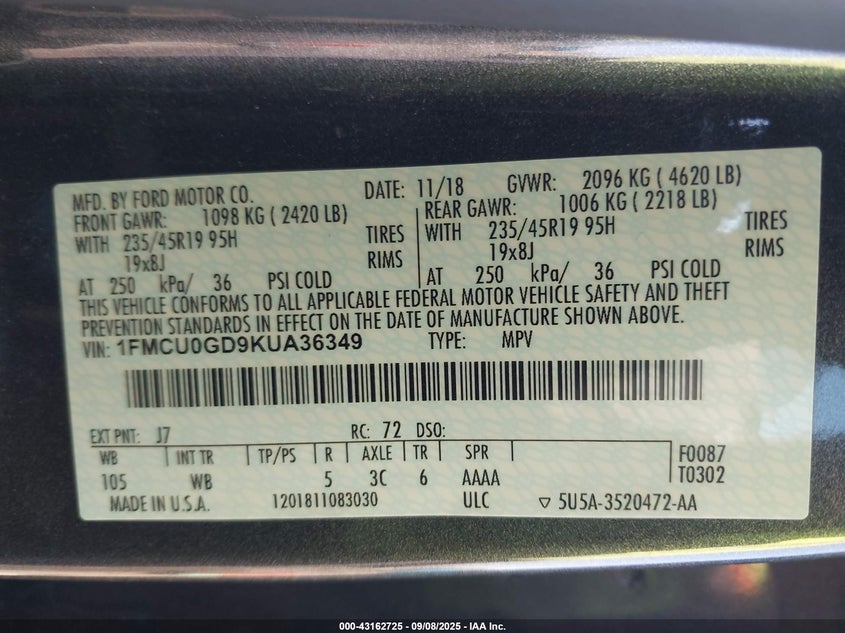 MFD. BY FORD MOTOR CO. DATE: 11/18 GVWR: 2096 KG ( 4620 LB)
FRONT GAWR: 1098 KG ( 2420 LB) REAR GAWR: 1006 KG ( 2218 LB)
WITH 235/45R19 95H TIRES WITH 235/45R19 95H TIRES
19x8J RIMS 19x8J RIMS
AT 250 kPa/ 36 PSI COLD AT 250 kPa/ 36 PSI COLD
THIS VEHICLE CONFORMS TO ALL APPLICABLE FEDERAL MOTOR VEHICLE SAFETY AND THEFT
PREVENTION STANDARDS IN EFFECT ON THE DATE OF MANUFACTURE SHOWN ABOVE.
VIN: 1FMCU0GD9KUA36349 TYPE: MPV
EXT PNT: J7 RC: 72 DSO:
WB INT TR TP/PS R AXLE TR SPR F0087
105 WB 5 3C 6 AAAA T0302
MADE IN U.S.A. 1201811083030 ULC ▽ 5U5A-3520472-AA
000-43162725 - 09/08/2025 - IAA Inc.